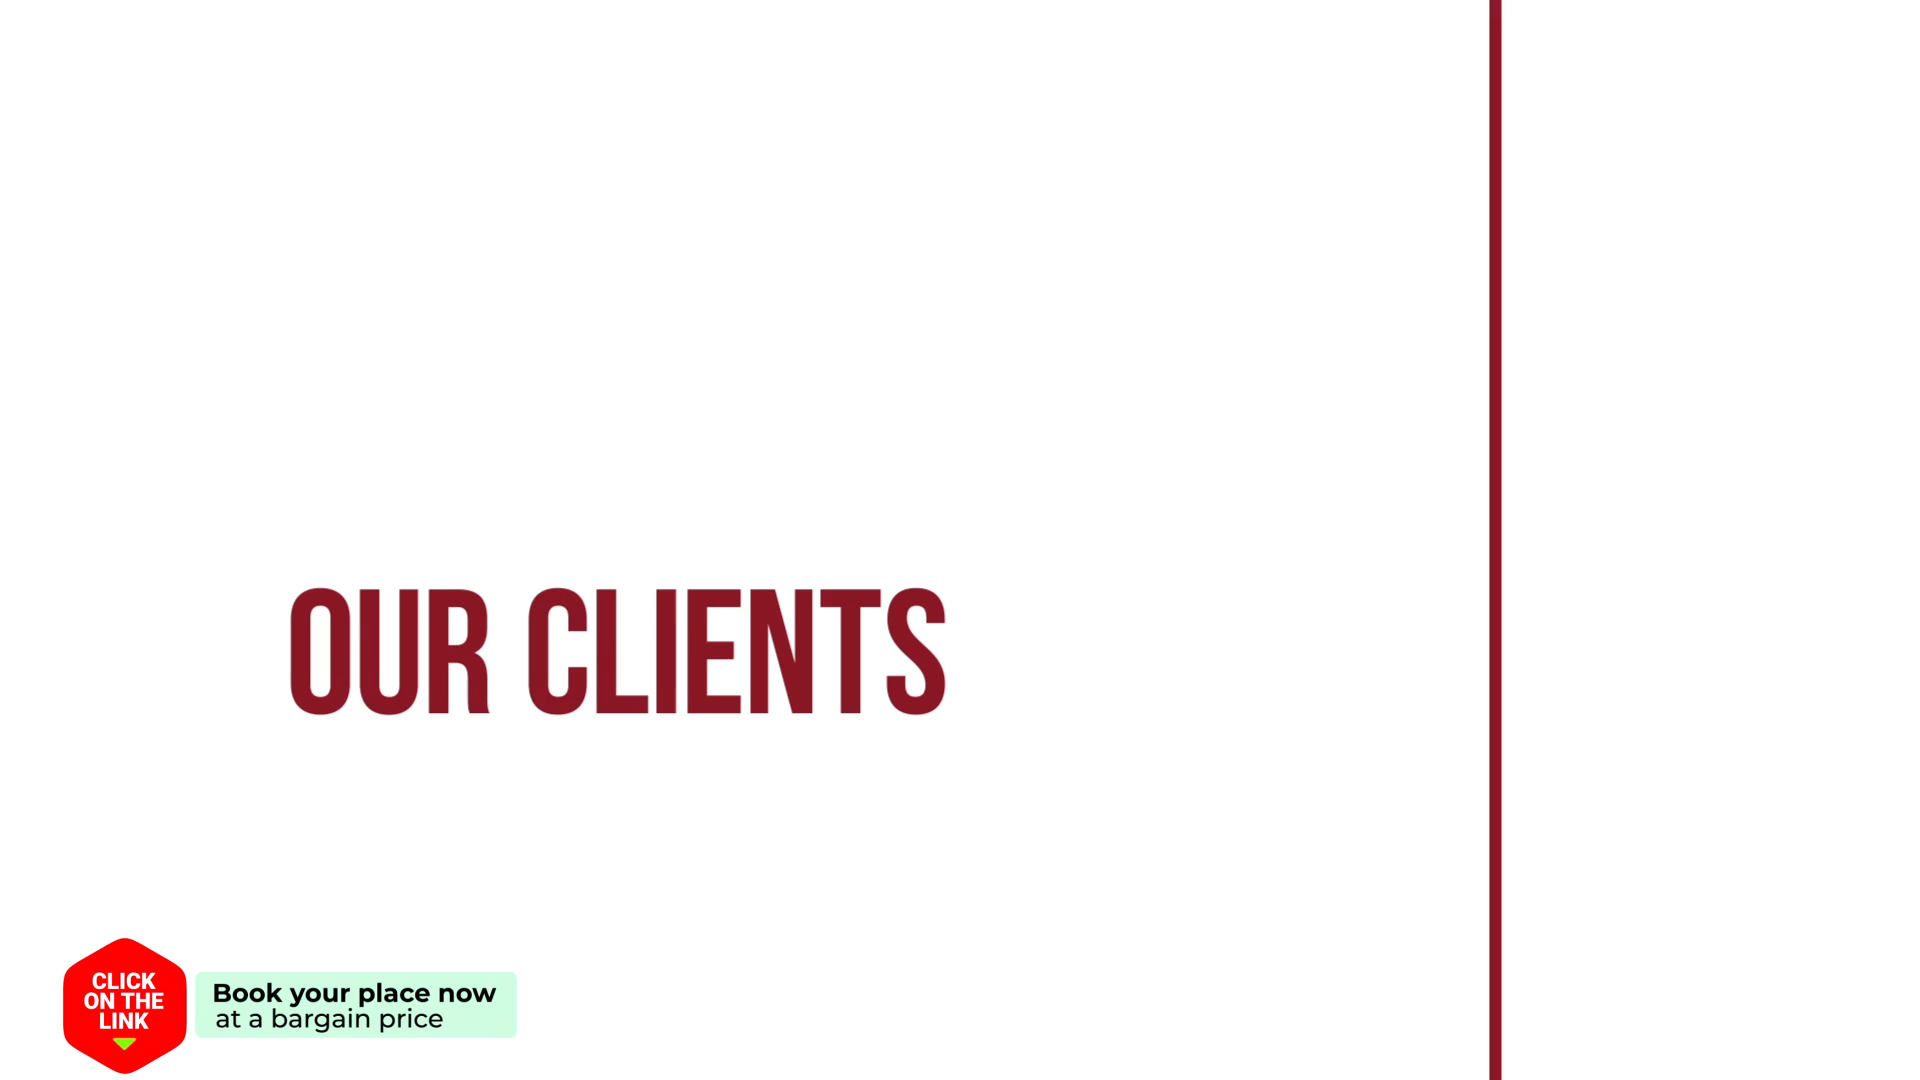 OUR CLIENTS
CLICK
ON THE
LINK
Book your place now
at a bargain price